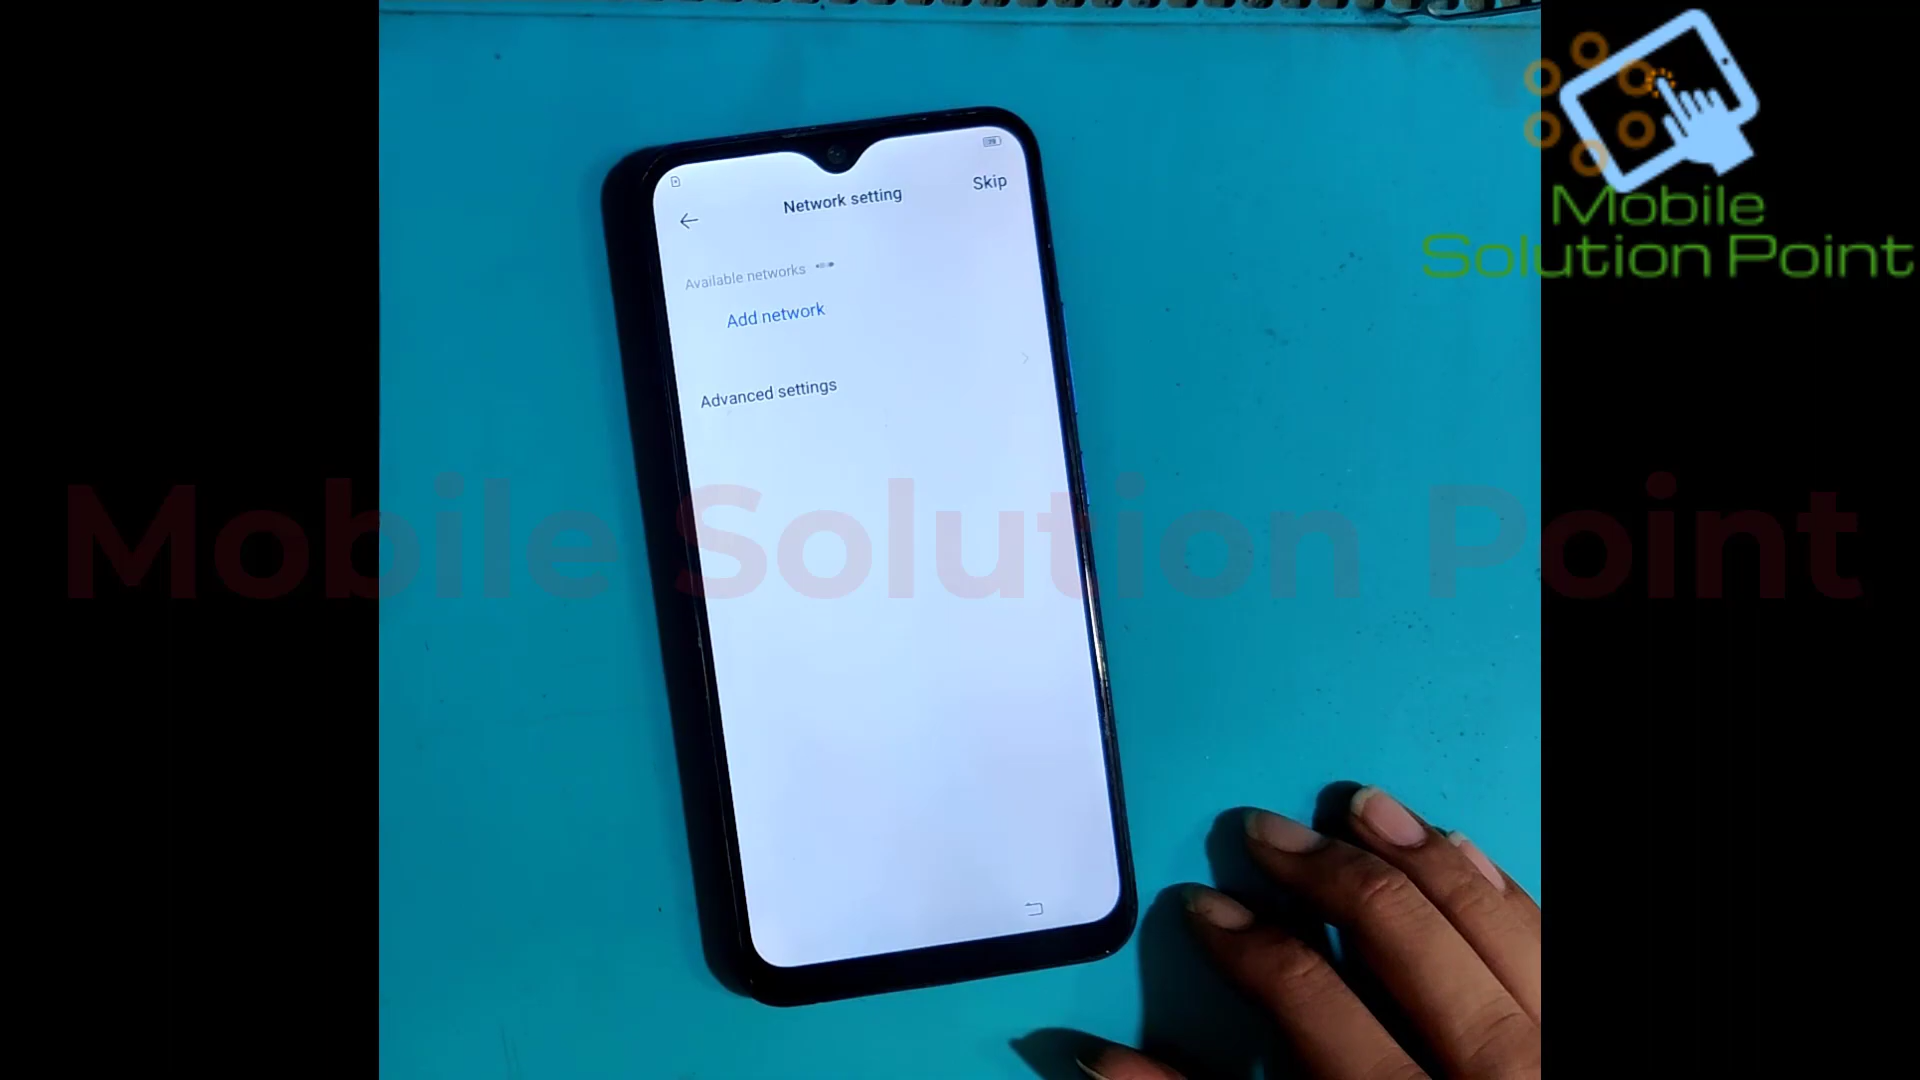 Mobile
Solution Point
Skip
Network setting
Available networks
Add network
Advanced settings
Mobile Solution Point